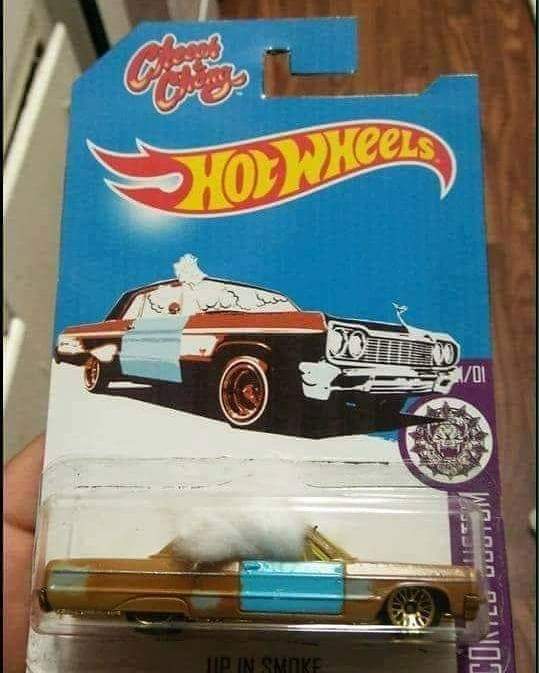 Cheech & Chong
HOT WHEELS
1/01
UP IN SMOKE